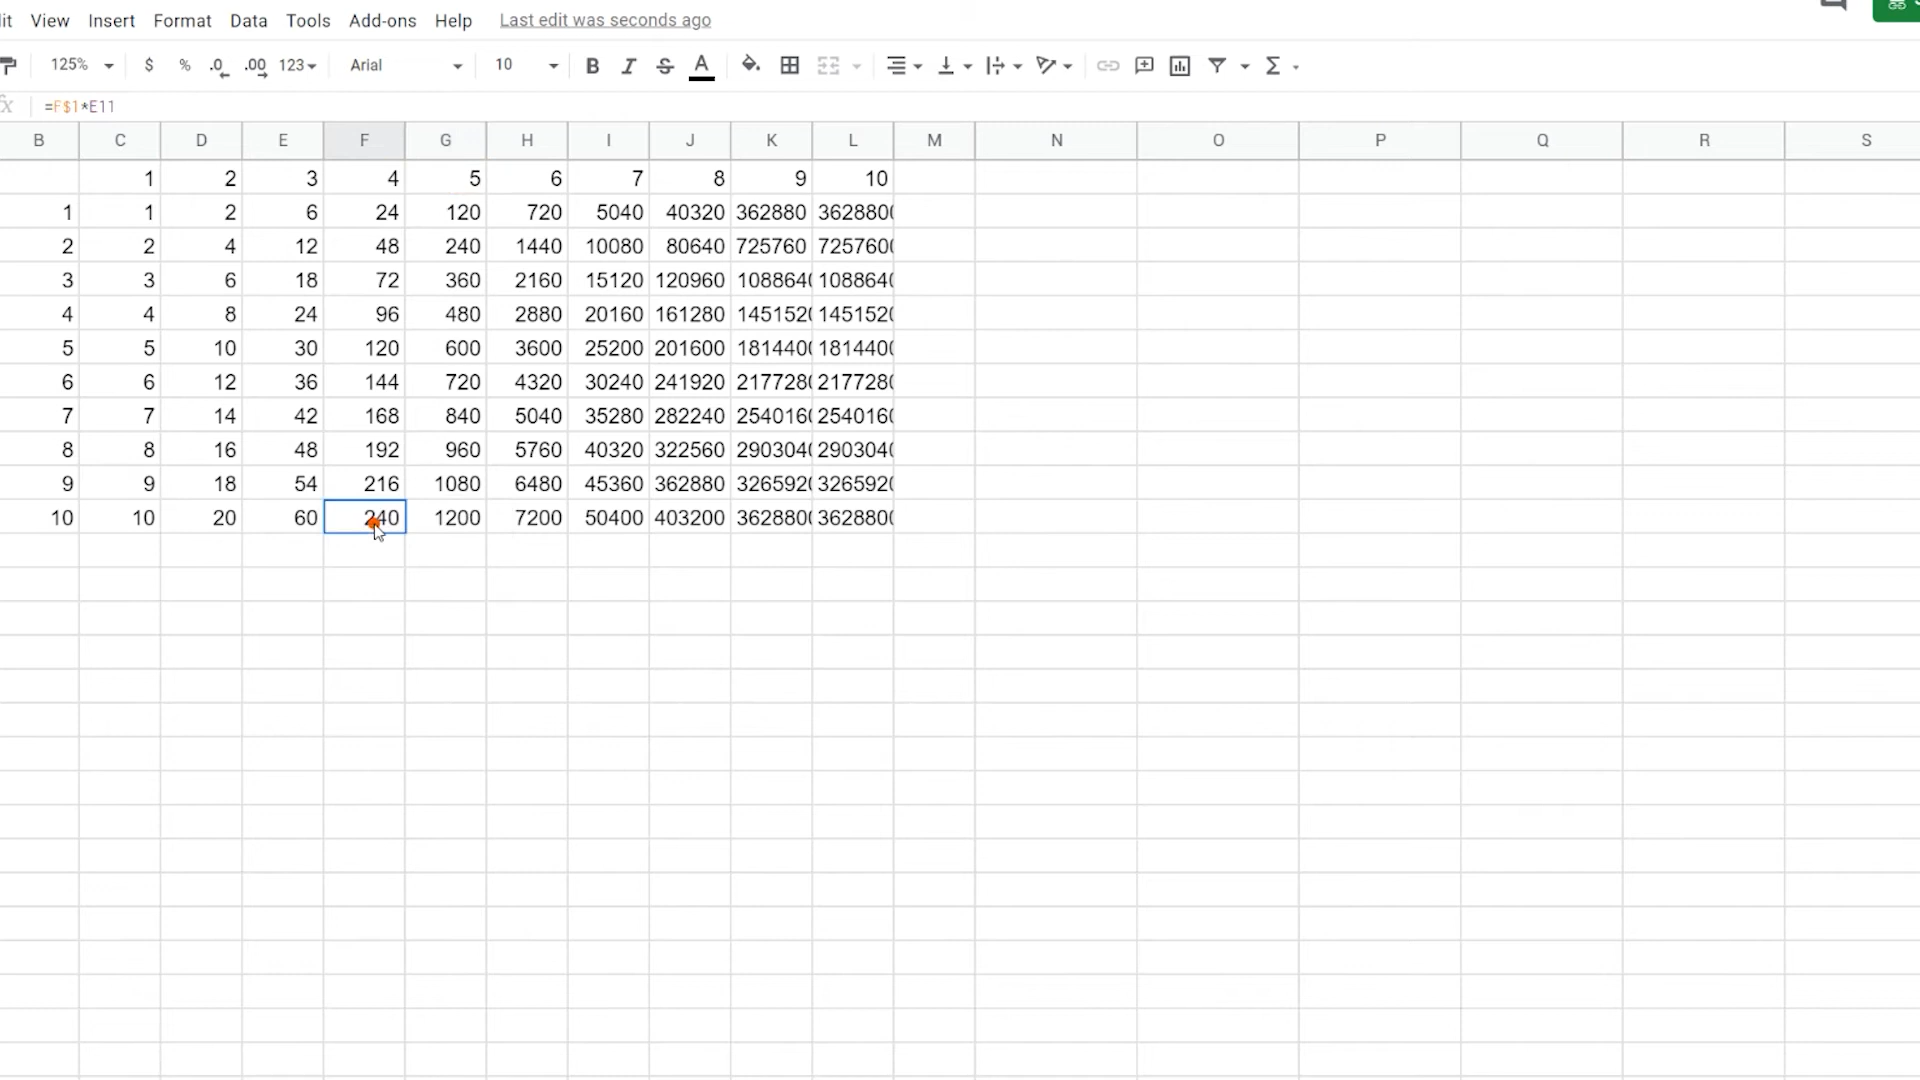 it View Insert Format Data Tools Add-ons Help Last edit was seconds ago
125% $ % .0 .00 123 Arial 10 B I S A Σ
fx =F$1*E11
B C D E F G H I J K L M N O P Q R S
1 2 3 4 5 6 7 8 9 10
1 1 2 6 24 120 720 5040 40320 362880 3628800
2 2 4 12 48 240 1440 10080 80640 725760 7257600
3 3 6 18 72 360 2160 15120 120960 1088640 1088640
4 4 8 24 96 480 2880 20160 161280 1451520 1451520
5 5 10 30 120 600 3600 25200 201600 1814400 1814400
6 6 12 36 144 720 4320 30240 241920 2177280 2177280
7 7 14 42 168 840 5040 35280 282240 2540160 2540160
8 8 16 48 192 960 5760 40320 322560 2903040 2903040
9 9 18 54 216 1080 6480 45360 362880 3265920 3265920
10 10 20 60 240 1200 7200 50400 403200 3628800 3628800